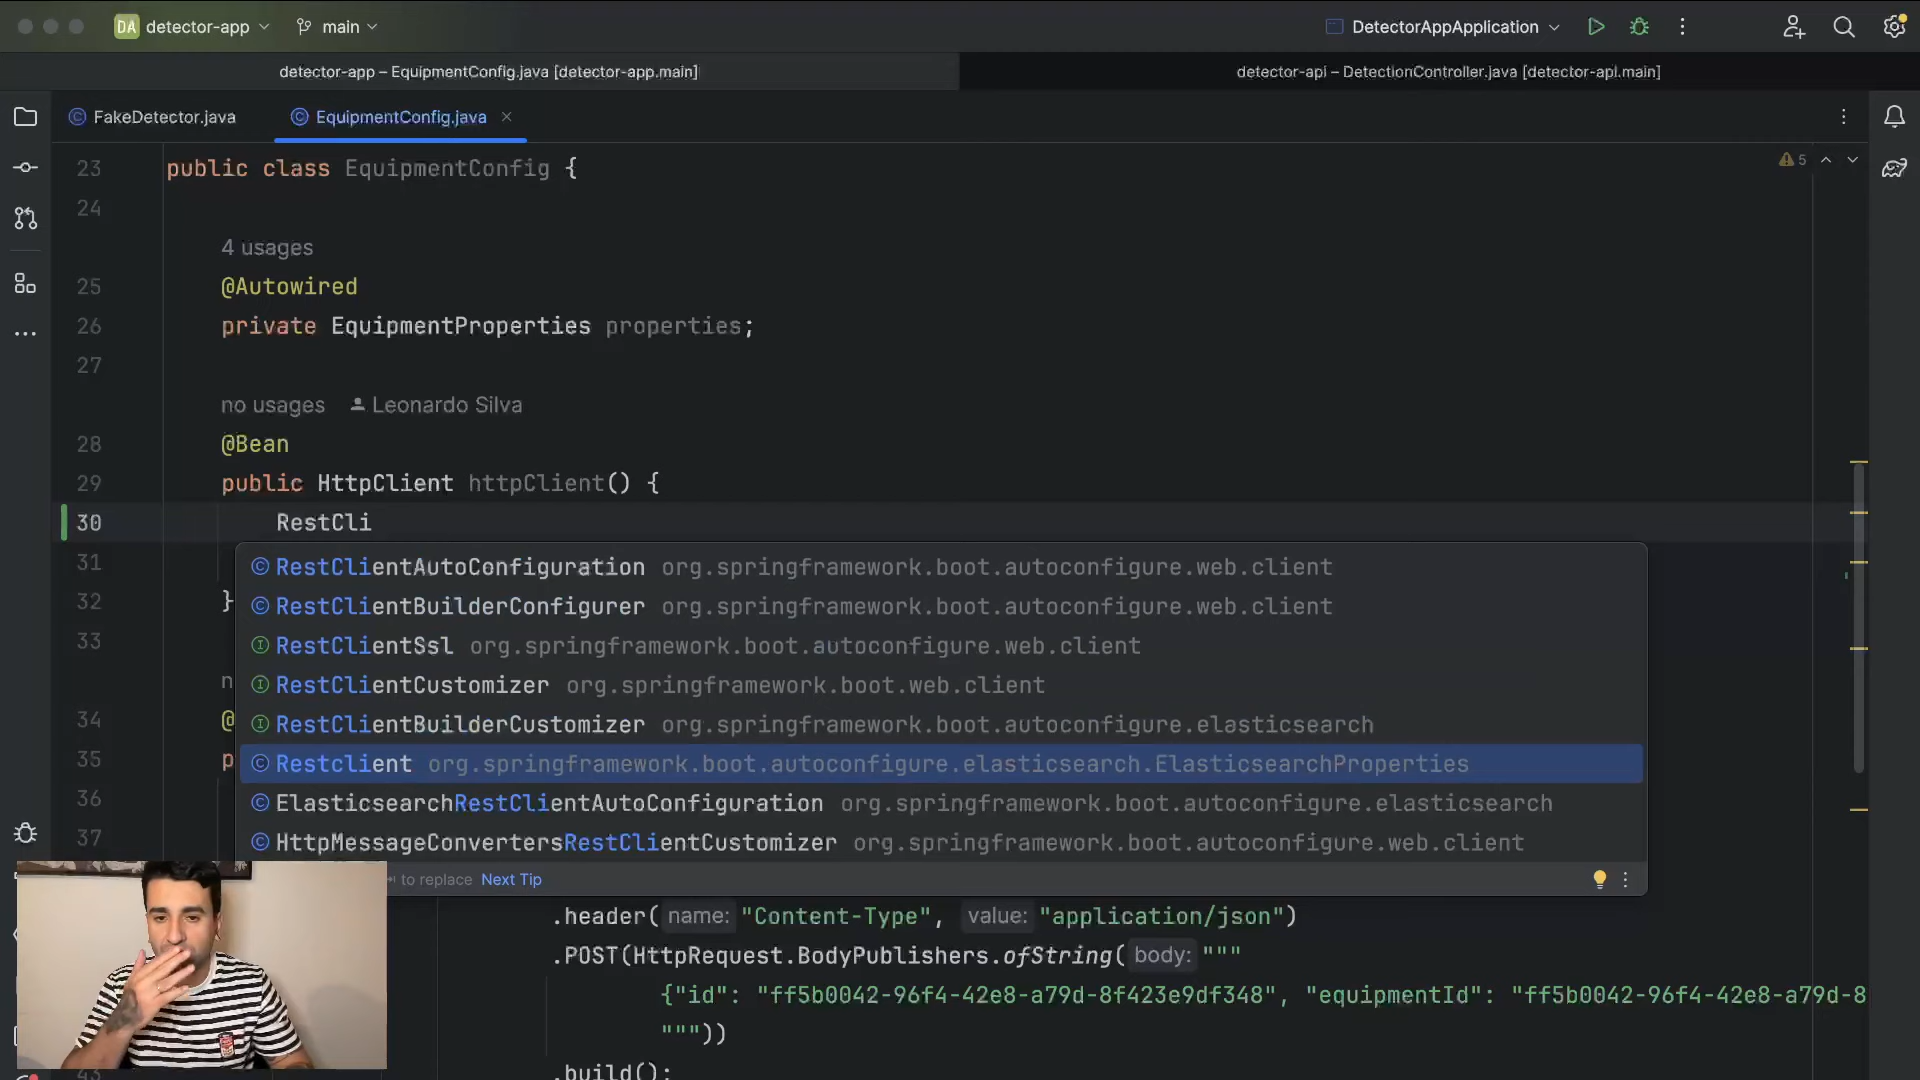 DA detector-app main DetectorAppApplication
detector-app – EquipmentConfig.java [detector-app.main] detector-api – DetectionController.java [detector-api.main]
FakeDetector.java EquipmentConfig.java
23 public class EquipmentConfig { 5
24
4 usages
25 @Autowired
26 private EquipmentProperties properties;
27
no usages Leonardo Silva
28 @Bean
29 public HttpClient httpClient() {
30 RestCli
31 RestClientAutoConfiguration org.springframework.boot.autoconfigure.web.client
32 } RestClientBuilderConfigurer org.springframework.boot.autoconfigure.web.client
33 RestClientSsl org.springframework.boot.autoconfigure.web.client
n RestClientCustomizer org.springframework.boot.web.client
34 @ RestClientBuilderCustomizer org.springframework.boot.autoconfigure.elasticsearch
35 p Restclient org.springframework.boot.autoconfigure.elasticsearch.ElasticsearchProperties
36 ElasticsearchRestClientAutoConfiguration org.springframework.boot.autoconfigure.elasticsearch
37 HttpMessageConvertersRestClientCustomizer org.springframework.boot.autoconfigure.web.client
to replace Next Tip
.header( name: "Content-Type", value: "application/json")
.POST(HttpRequest.BodyPublishers.ofString( body: """
{"id": "ff5b0042-96f4-42e8-a79d-8f423e9df348", "equipmentId": "ff5b0042-96f4-42e8-a79d-8
"""))
.build();